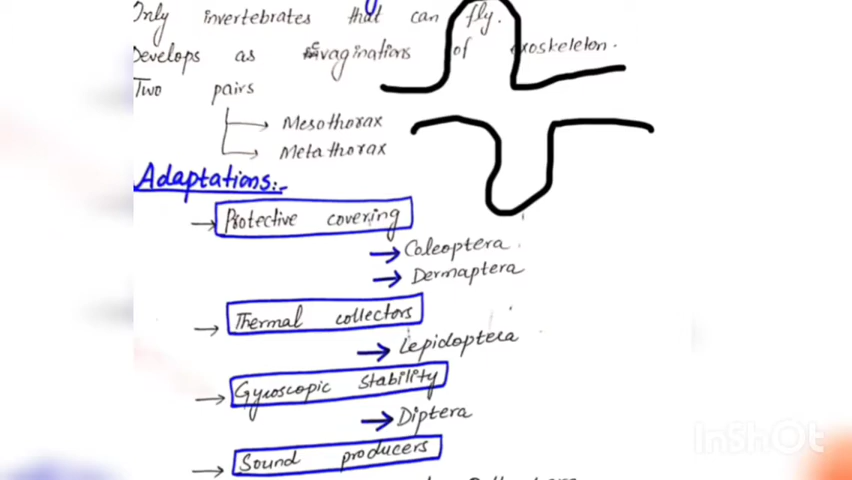 Only invertebrates that can fly.
Develops as evaginations of exoskeleton.
Two pairs
→ Mesothorax
→ Metathorax
Adaptations:-
→ Protective covering
→ Coleoptera
→ Dermaptera
→ Thermal collectors
→ Lepidoptera
→ Gyroscopic stability
→ Diptera
→ Sound producers
InShOt